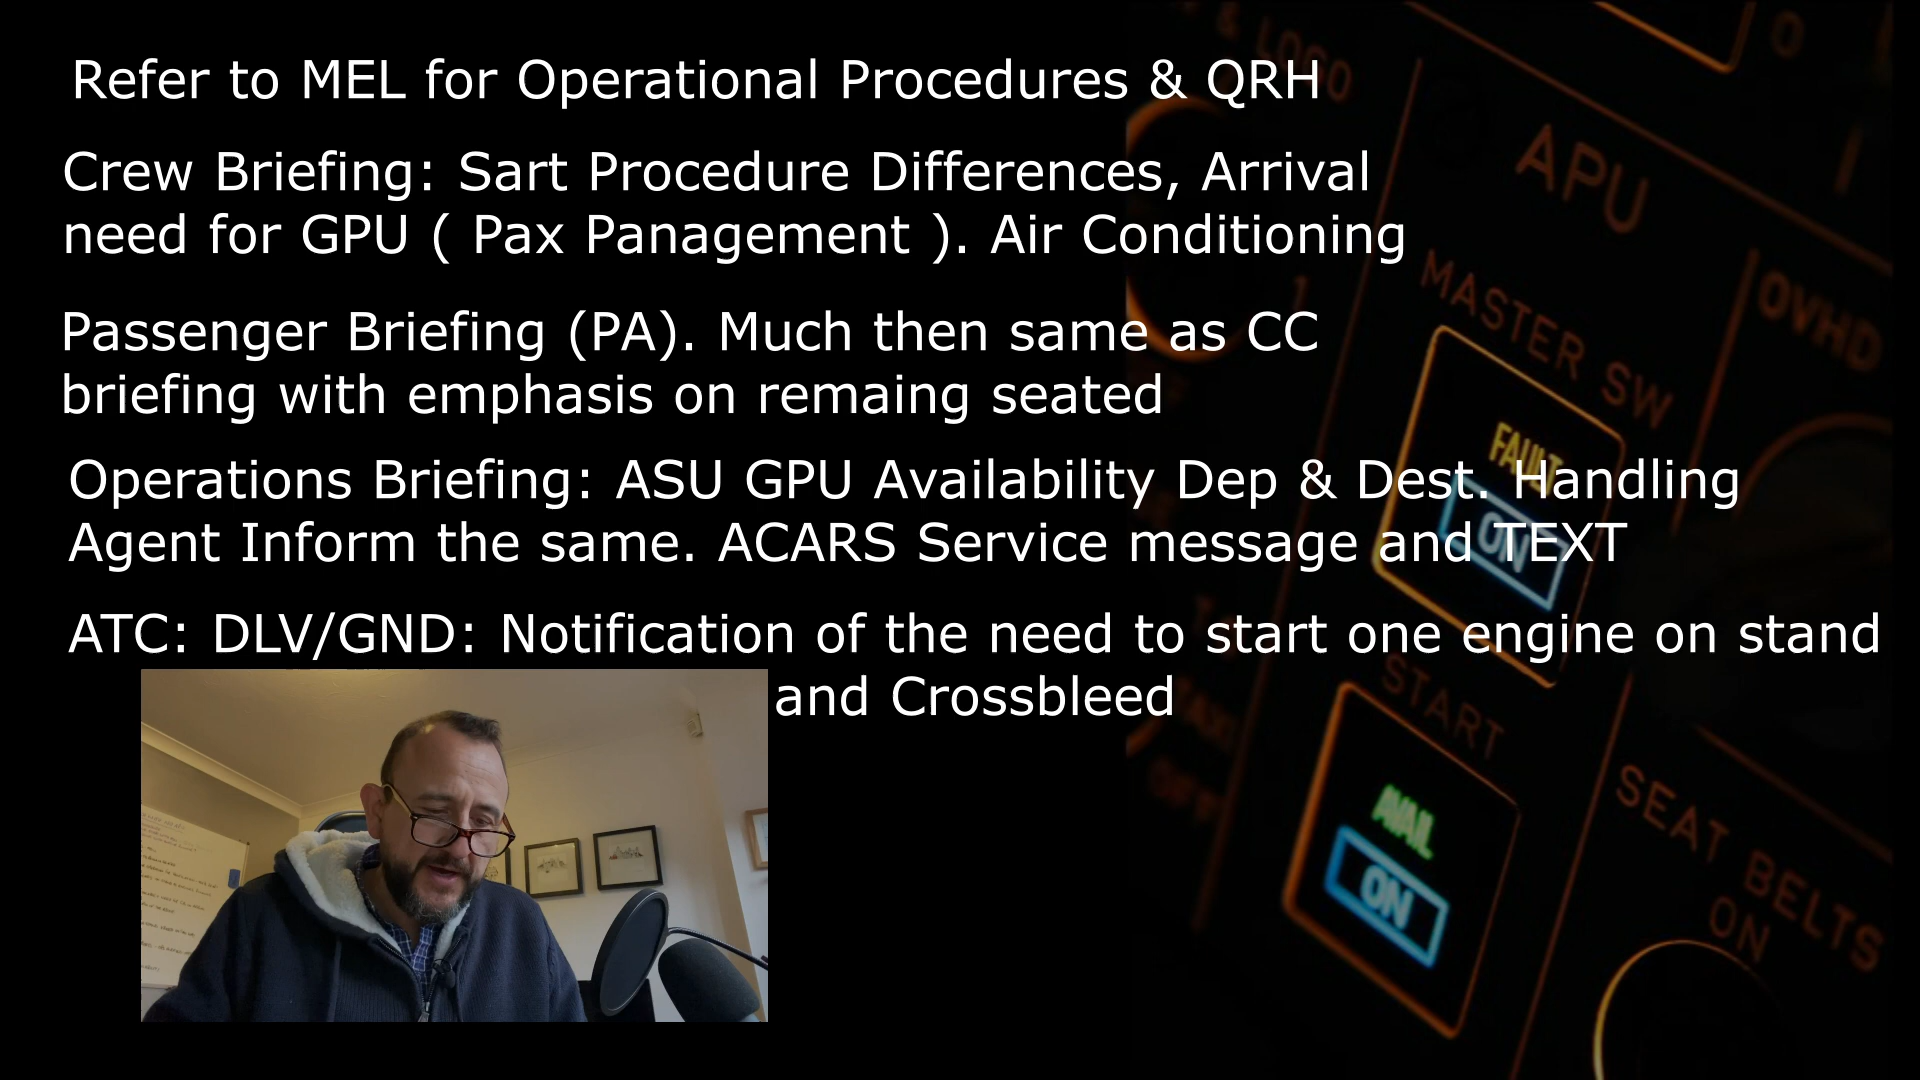 Refer to MEL for Operational Procedures & QRH
Crew Briefing: Sart Procedure Differences, Arrival
need for GPU ( Pax Panagement ). Air Conditioning
Passenger Briefing (PA). Much then same as CC
briefing with emphasis on remaing seated
Operations Briefing: ASU GPU Availability Dep & Dest. Handling
Agent Inform the same. ACARS Service message and TEXT
ATC: DLV/GND: Notification of the need to start one engine on stand
and Crossbleed
& LOGO
APU
MASTER SW
OVHD
FAULT
ON
START
AVAIL
ON
SEAT BELTS
ON